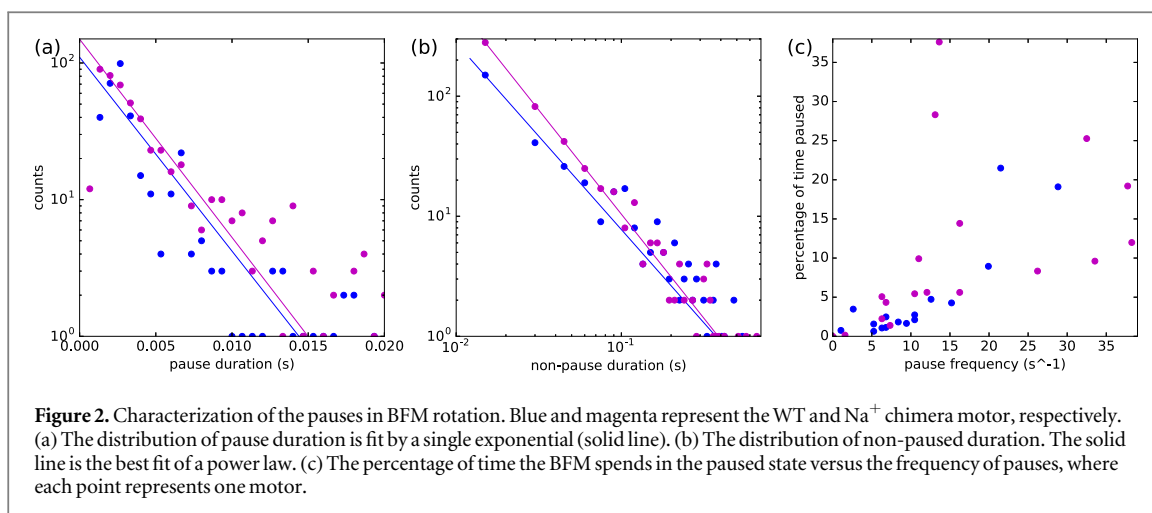 (a)
10^2
10^1
10^0
counts
0.000 0.005 0.010 0.015 0.020
pause duration (s)
(b)
10^2
10^1
10^0
counts
10^-2 10^-1
non-pause duration (s)
(c)
35
30
25
20
15
10
5
0
percentage of time paused
0 5 10 15 20 25 30 35
pause frequency (s^-1)
Figure 2. Characterization of the pauses in BFM rotation. Blue and magenta represent the WT and Na+ chimera motor, respectively.
(a) The distribution of pause duration is fit by a single exponential (solid line). (b) The distribution of non-paused duration. The solid
line is the best fit of a power law. (c) The percentage of time the BFM spends in the paused state versus the frequency of pauses, where
each point represents one motor.